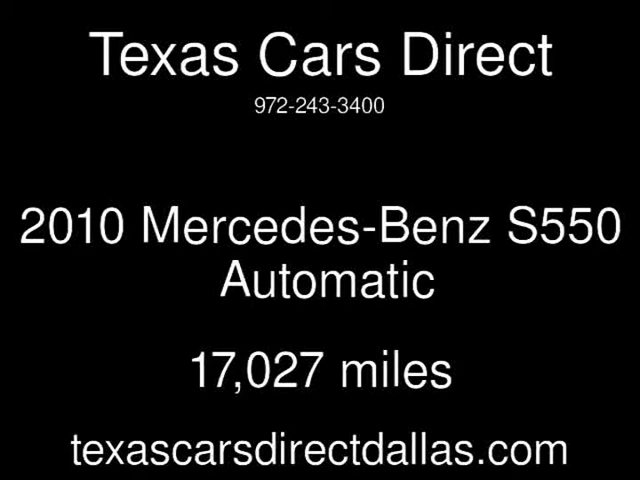 Texas Cars Direct
972-243-3400
2010 Mercedes-Benz S550
Automatic
17,027 miles
texascarsdirectdallas.com